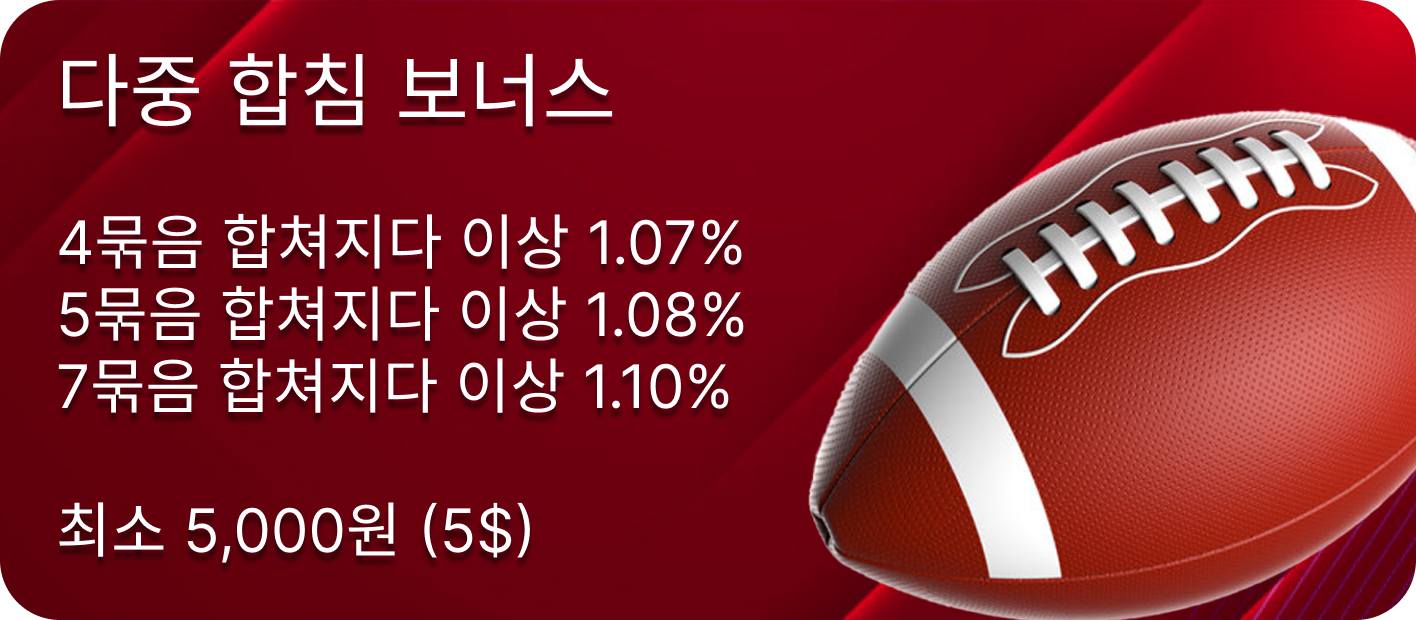 다중 합침 보너스
4묶음 합쳐지다 이상 1.07%
5묶음 합쳐지다 이상 1.08%
7묶음 합쳐지다 이상 1.10%
최소 5,000원 (5$)